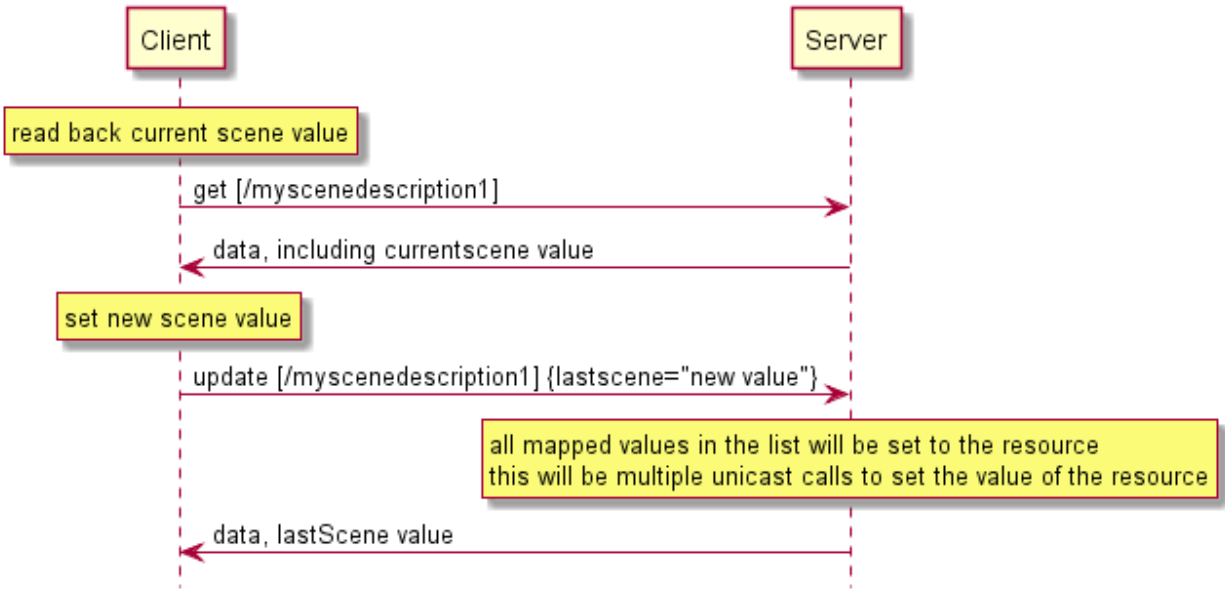 Client
Server
read back current scene value
get [/myscenedescription1]
data, including currentscene value
set new scene value
update [/myscenedescription1] {lastscene="new value"}
all mapped values in the list will be set to the resource
this will be multiple unicast calls to set the value of the resource
data, lastScene value